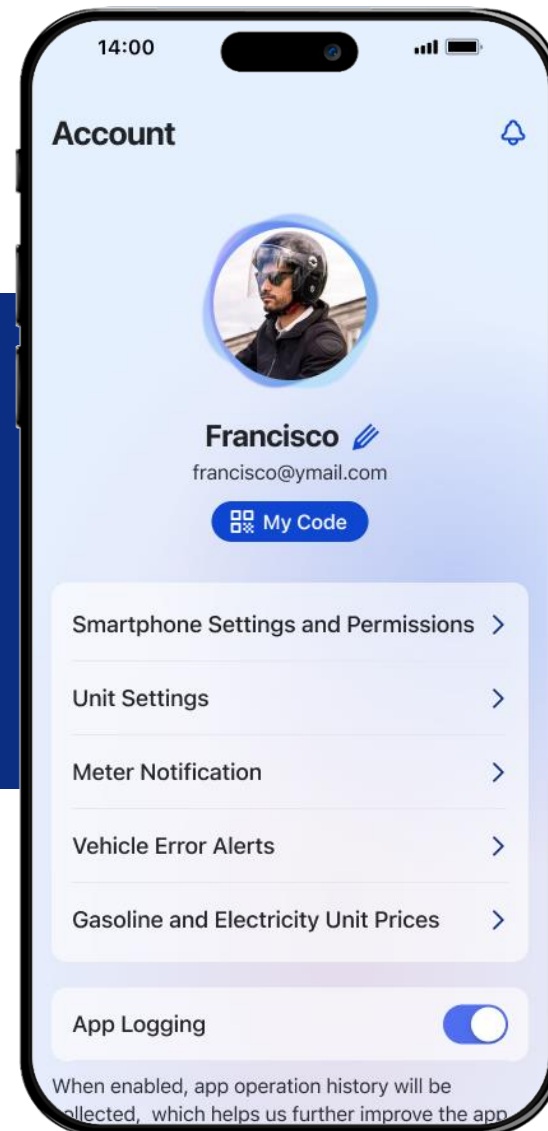 14:00
Account
Francisco
francisco@ymail.com
My Code
Smartphone Settings and Permissions
Unit Settings
Meter Notification
Vehicle Error Alerts
Gasoline and Electricity Unit Prices
App Logging
When enabled, app operation history will be
collected, which helps us further improve the app